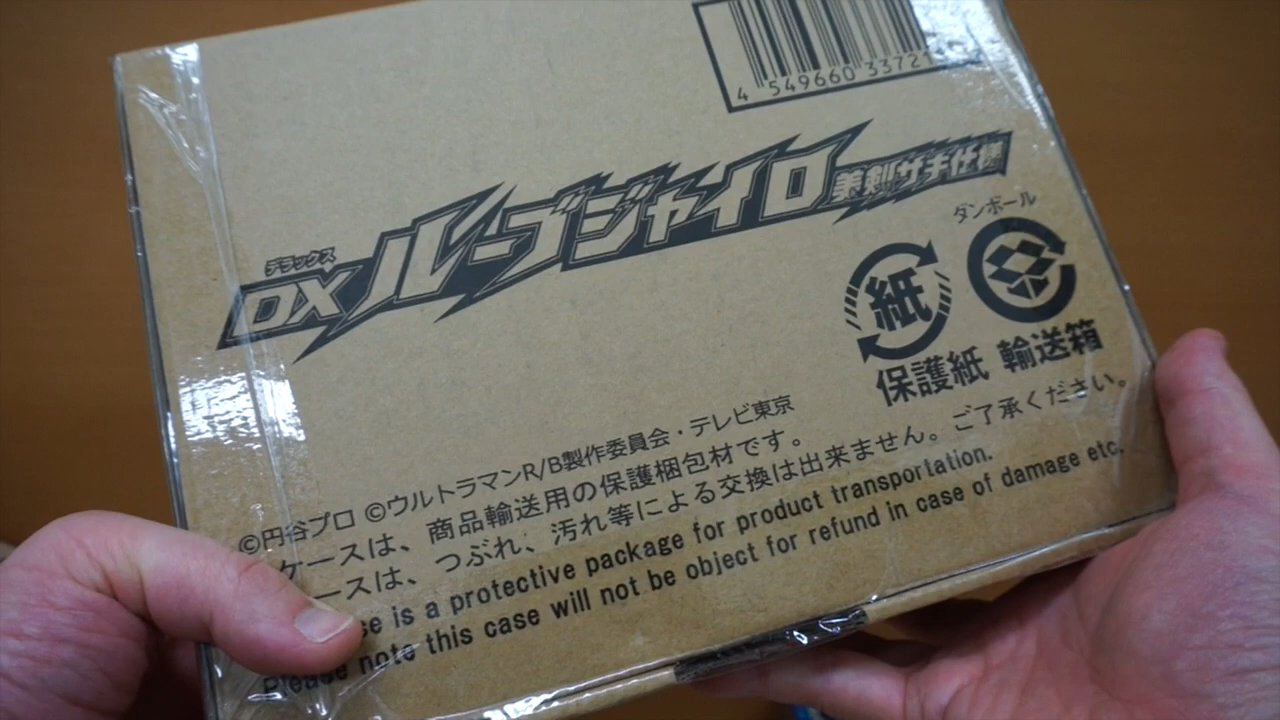 4 549660 33721
デラックス
DXルーブジャイロ 美剣サキ仕様
ダンボール
紙
保護紙 輸送箱
©円谷プロ ©ウルトラマンR/B製作委員会・テレビ東京
ケースは、商品輸送用の保護梱包材です。
ースは、つぶれ、汚れ等による交換は出来ません。ご了承ください。
se is a protective package for product transportation.
Please note this case will not be object for refund in case of damage etc.